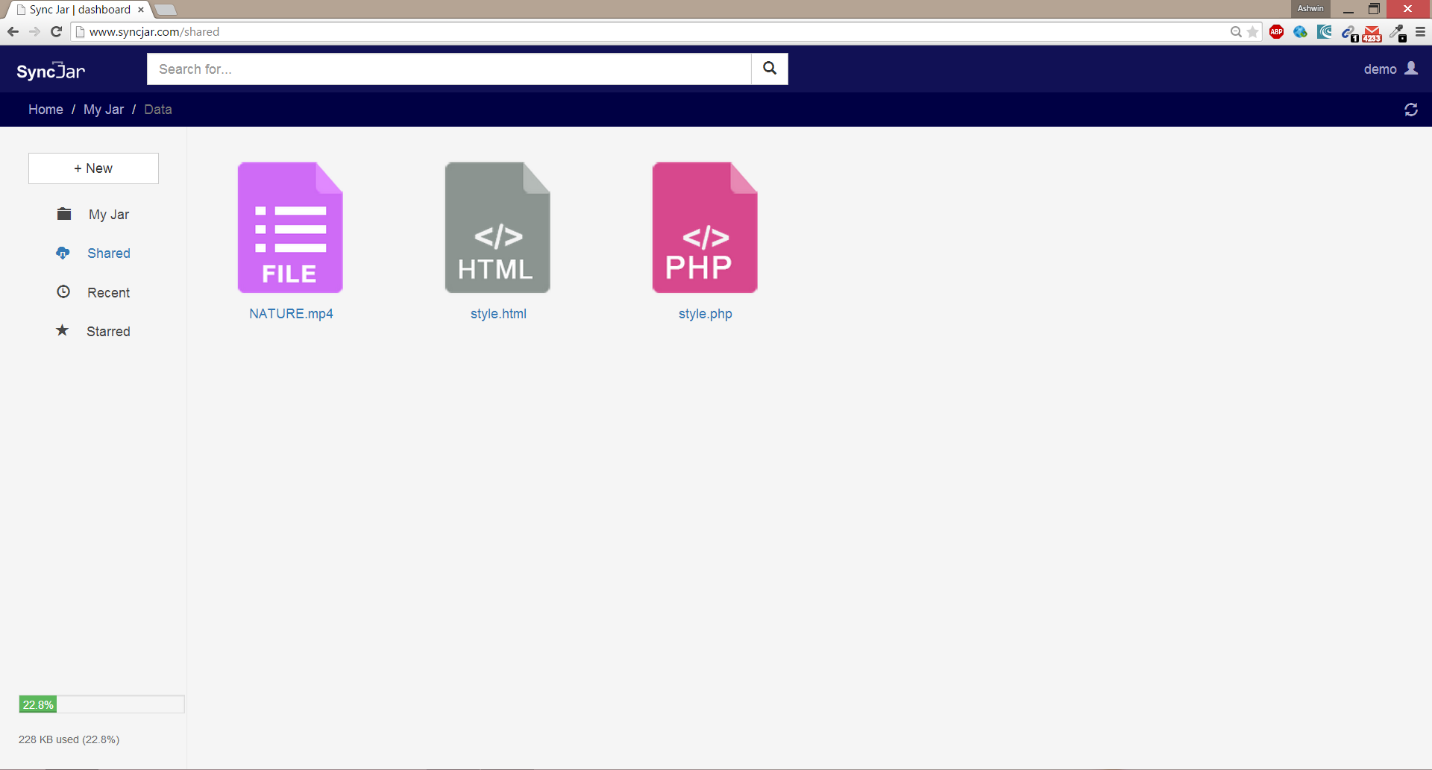 Sync Jar | dashboard
Ashwin
www.syncjar.com/shared
ABP
1
4233
SyncJar
Search for...
demo
Home / My Jar / Data
+ New
My Jar
Shared
Recent
Starred
FILE
NATURE.mp4
</>
HTML
style.html
</>
PHP
style.php
22.8%
228 KB used (22.8%)